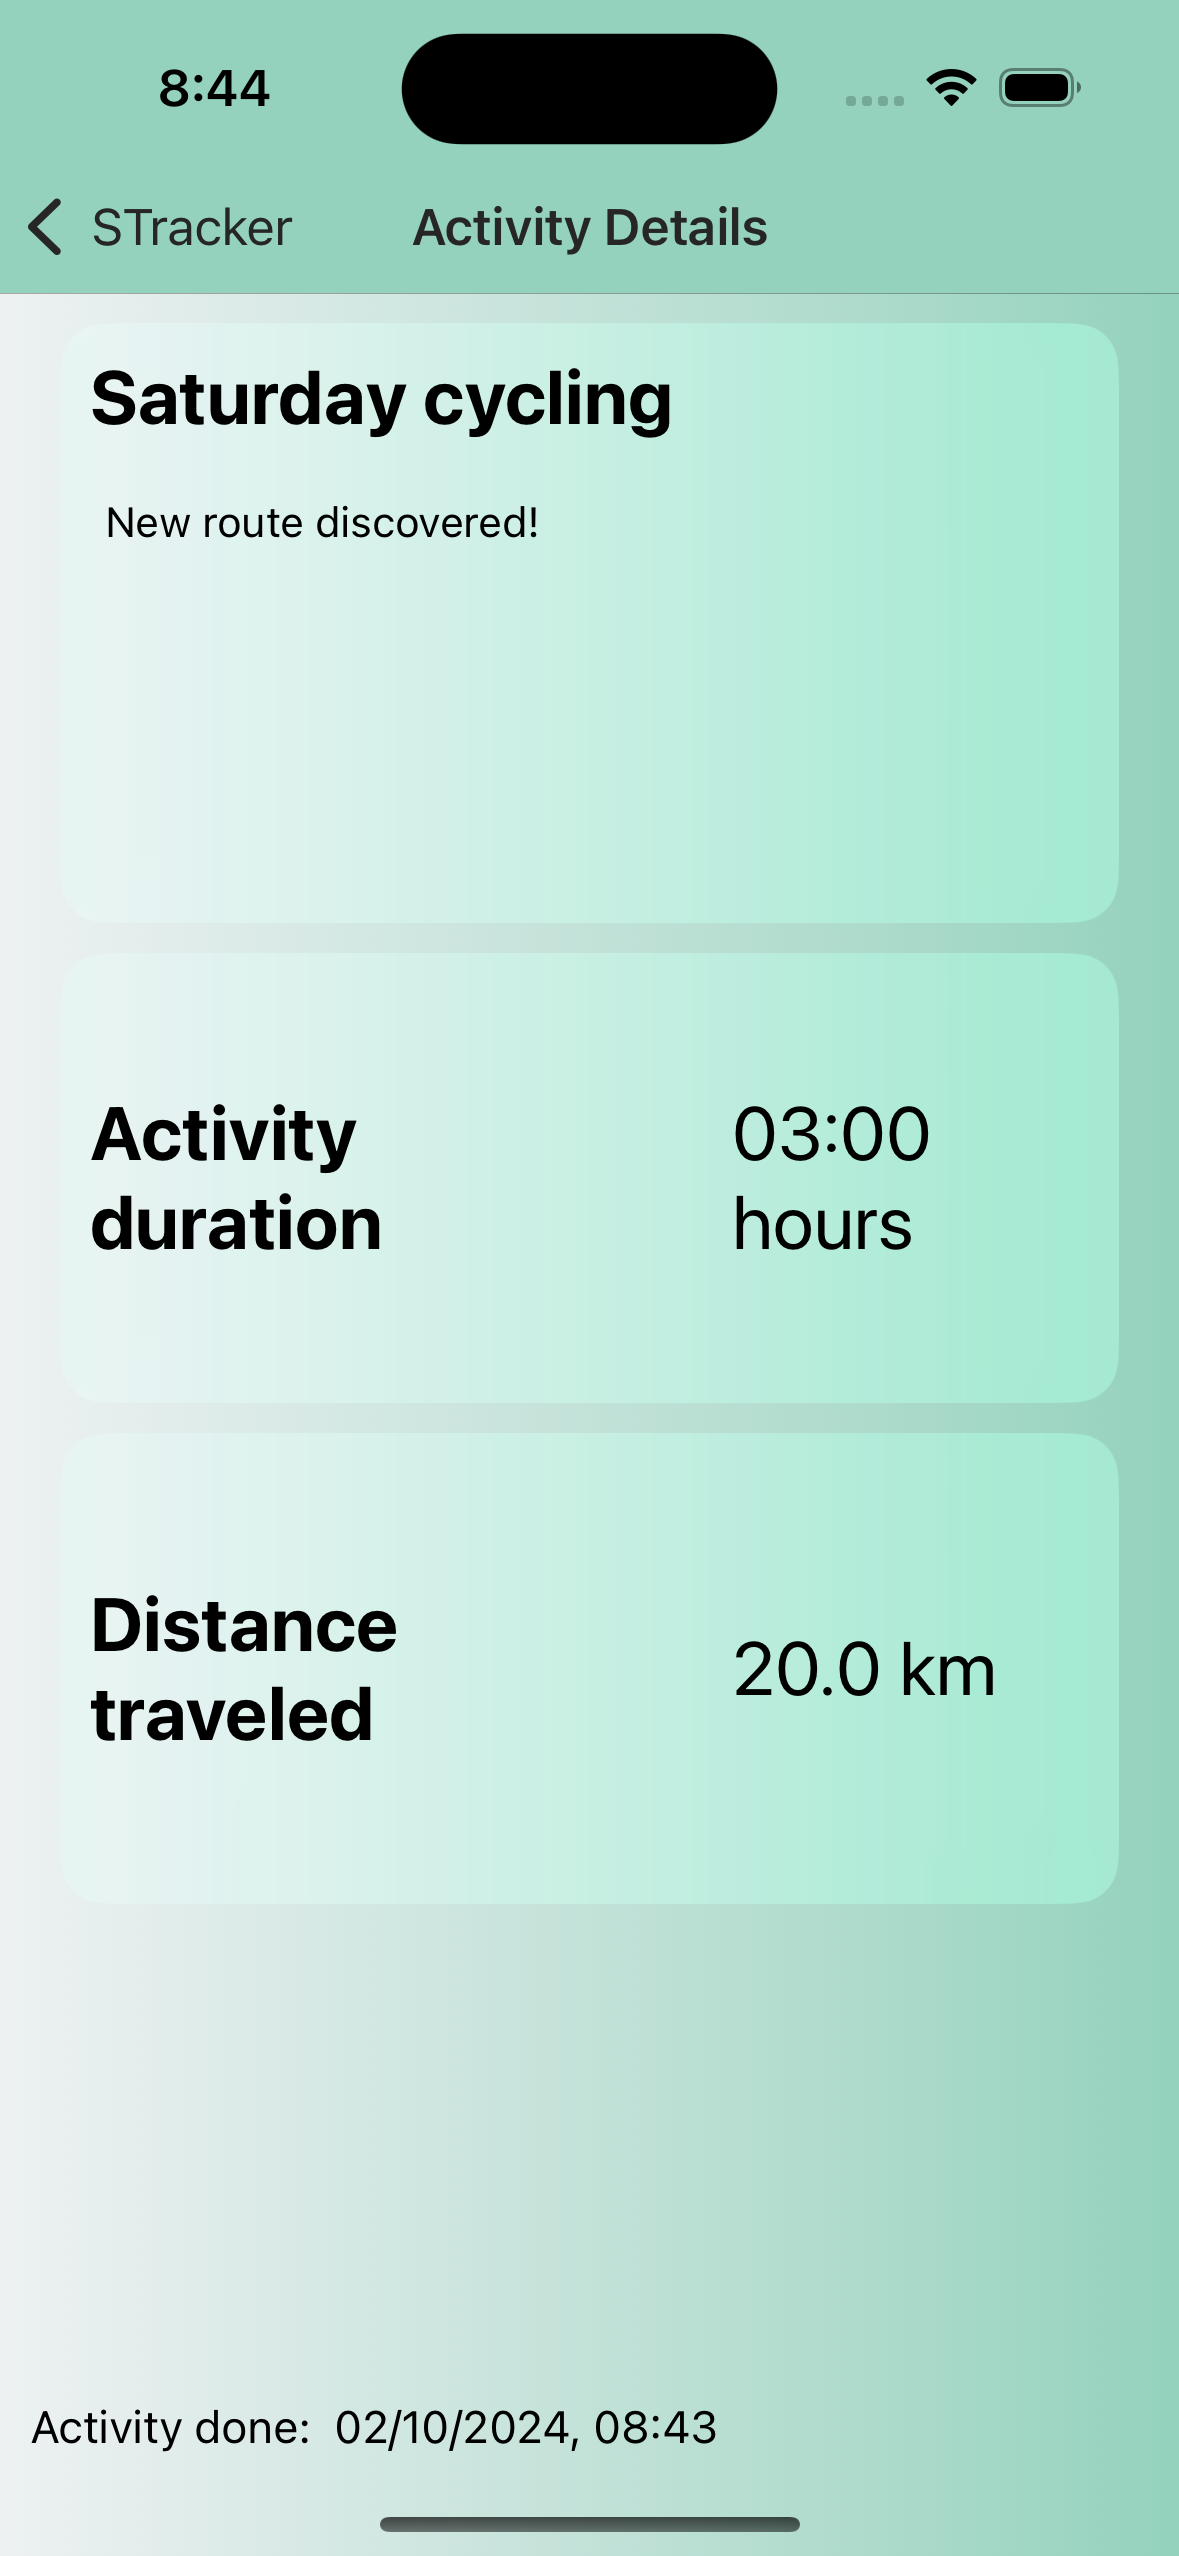 8:44
STracker
Activity Details
Saturday cycling
New route discovered!
Activity
duration
03:00
hours
Distance
traveled
20.0 km
Activity done: 02/10/2024, 08:43